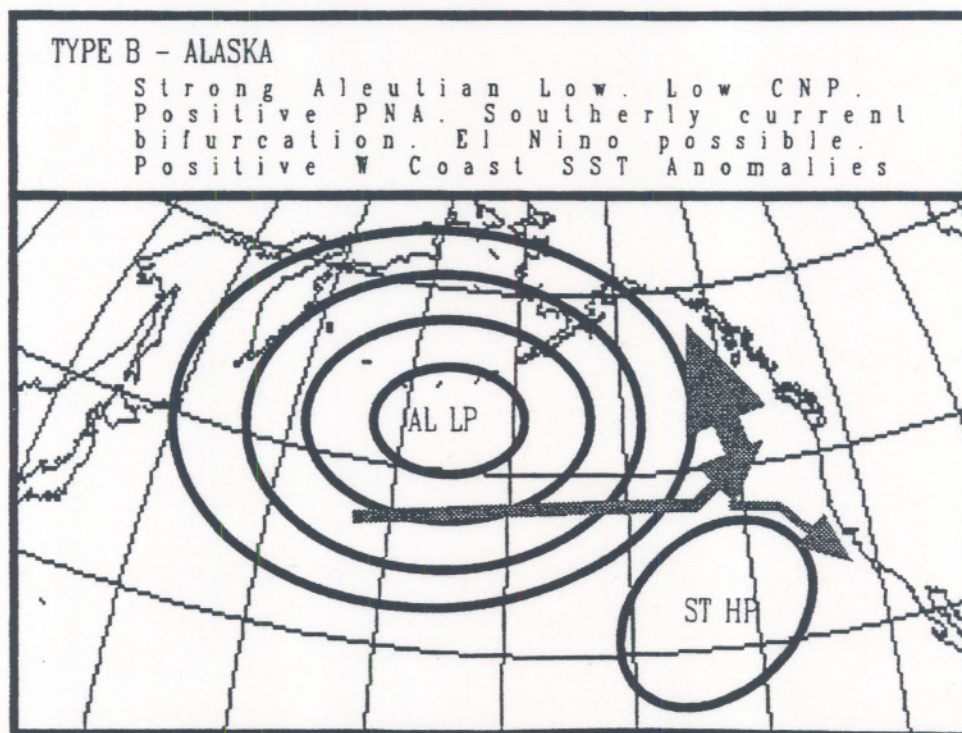 TYPE B - ALASKA
Strong Aleutian Low. Low CNP.
Positive PNA. Southerly current
bifurcation. El Nino possible.
Positive W Coast SST Anomalies
AL LP
ST HP